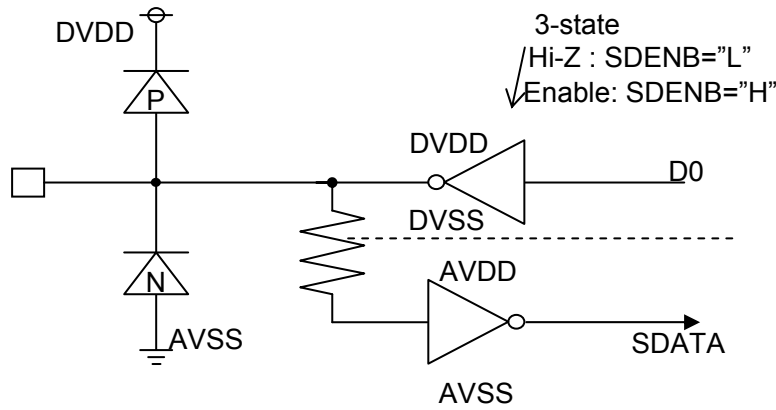 3-state
DVDD
Hi-Z : SDENB=”L”
Enable: SDENB=”H”
P
DVDD
D0
DVSS
N
AVDD
AVSS
SDATA
AVSS